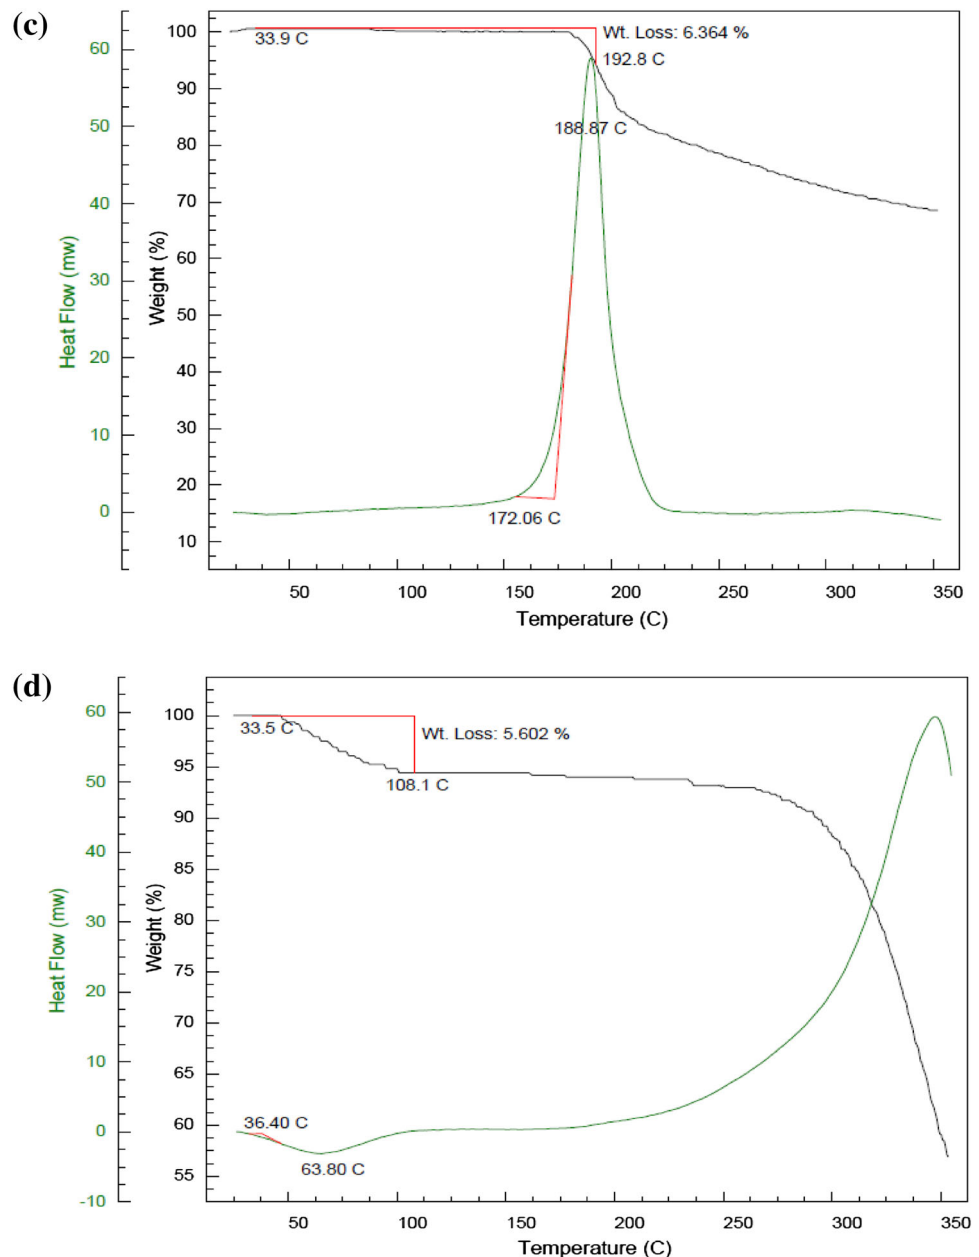 (c)
33.9 C
Wt. Loss: 6.364 %
192.8 C
188.87 C
172.06 C
60
50
40
30
20
10
0
Heat Flow (mw)
100
90
80
70
60
50
40
30
20
10
Weight (%)
50 100 150 200 250 300 350
Temperature (C)
(d)
33.5 C
Wt. Loss: 5.602 %
108.1 C
36.40 C
63.80 C
60
50
40
30
20
10
0
-10
Heat Flow (mw)
100
95
90
85
80
75
70
65
60
55
Weight (%)
50 100 150 200 250 300 350
Temperature (C)